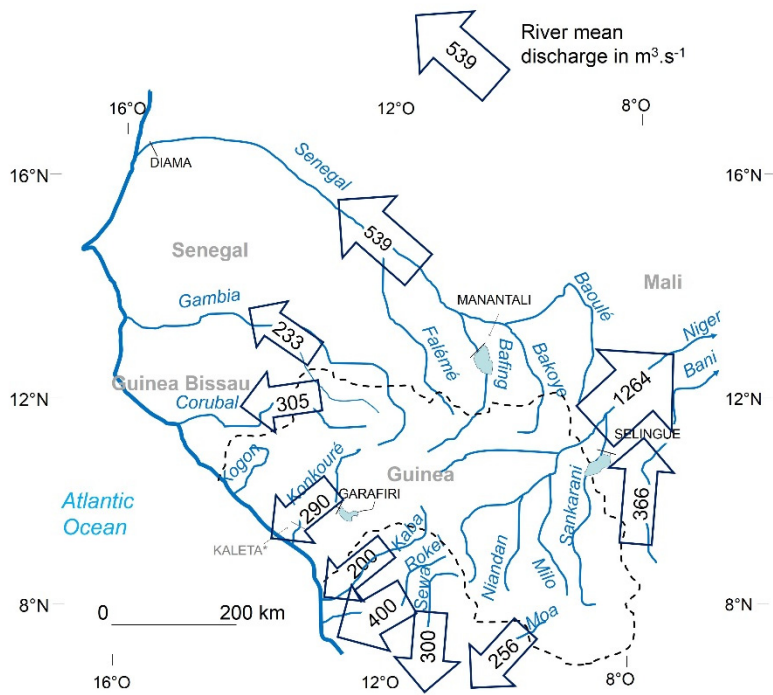 539
River mean
discharge in m³.s⁻¹
16°O
12°O
8°O
16°N
16°N
DIAMA
Senegal
Senegal
539
Mali
MANANTALI
Baoulé
Gambia
233
Falémé
Bafing
Bakoye
Niger
Bani
Guinea Bissau
12°N
12°N
Corubal
305
1264
SELINGUE
Kogon
Konkouré
Guinea
GARAFIRI
290
Sankarani
366
Atlantic
Ocean
KALETA*
Kaba
200
Rokel
Niandan
Milo
Sewa
8°N
8°N
0
200 km
400
300
Moa
256
16°O
12°O
8°O